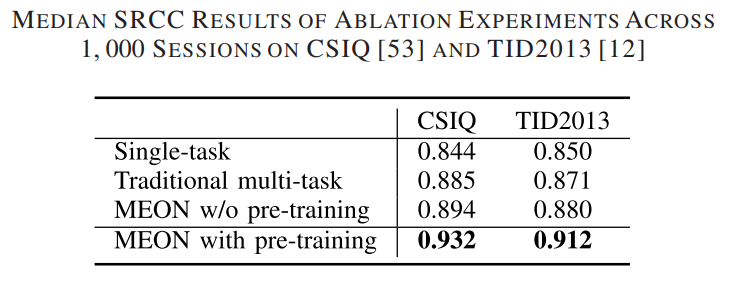 MEDIAN SRCC RESULTS OF ABLATION EXPERIMENTS ACROSS
1, 000 SESSIONS ON CSIQ [53] AND TID2013 [12]
CSIQ TID2013
Single-task 0.844 0.850
Traditional multi-task 0.885 0.871
MEON w/o pre-training 0.894 0.880
MEON with pre-training 0.932 0.912